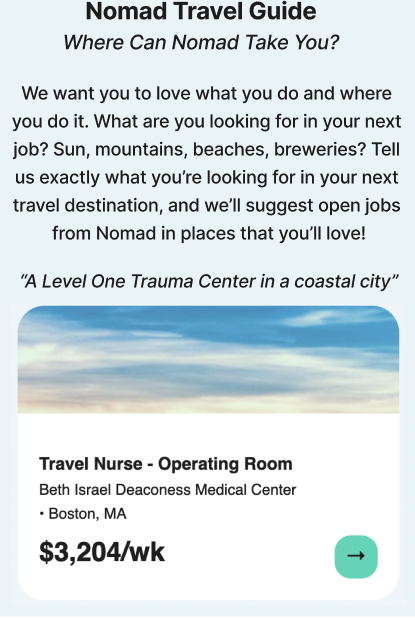 Nomad Travel Guide
Where Can Nomad Take You?
We want you to love what you do and where
you do it. What are you looking for in your next
job? Sun, mountains, beaches, breweries? Tell
us exactly what you’re looking for in your next
travel destination, and we’ll suggest open jobs
from Nomad in places that you’ll love!
“A Level One Trauma Center in a coastal city”
Travel Nurse - Operating Room
Beth Israel Deaconess Medical Center
• Boston, MA
$3,204/wk
→